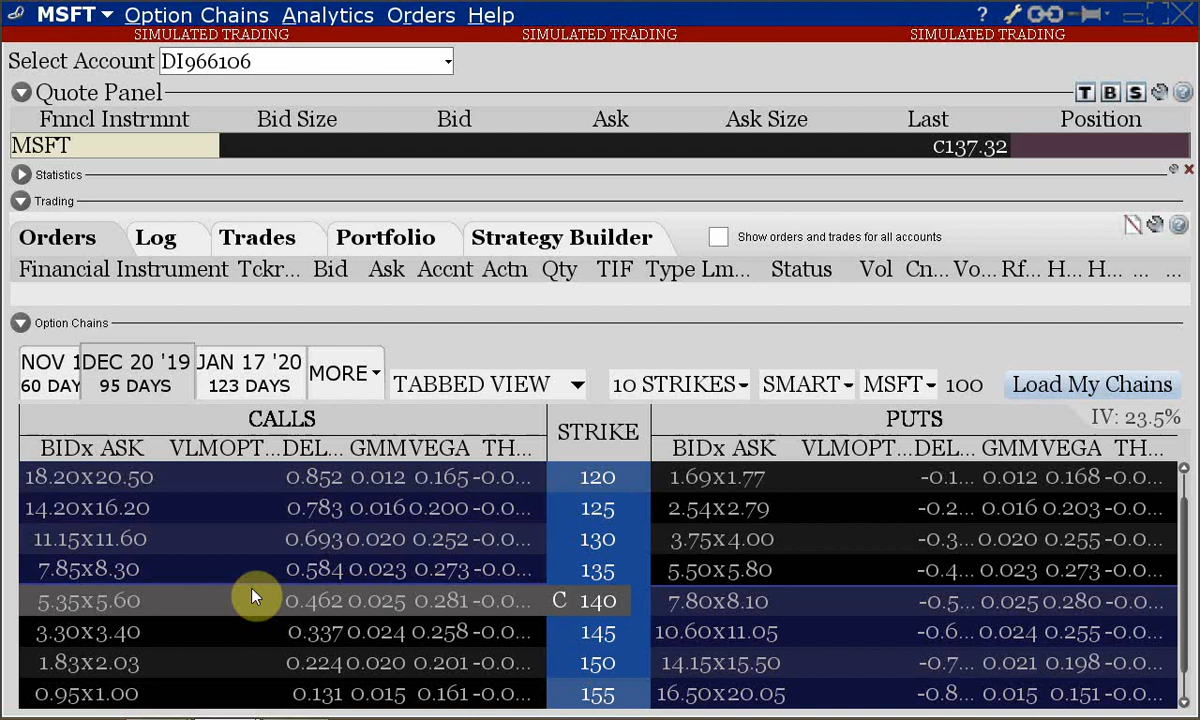 MSFT Option Chains Analytics Orders Help ?
SIMULATED TRADING SIMULATED TRADING SIMULATED TRADING
Select Account DI966106
Quote Panel T B S
Fnncl Instrmnt Bid Size Bid Ask Ask Size Last Position
MSFT C137.32
Statistics
Trading
Orders Log Trades Portfolio Strategy Builder Show orders and trades for all accounts
Financial Instrument Tckr... Bid Ask Accnt Actn Qty TIF Type Lm... Status Vol Cn... Vo... Rf... H... H... ... ...
Option Chains
NOV 1 DEC 20 '19 JAN 17 '20 MORE
60 DAY 95 DAYS 123 DAYS TABBED VIEW 10 STRIKES SMART MSFT 100 Load My Chains
CALLS STRIKE PUTS IV: 23.5%
BIDx ASK VLM OPT... DEL... GMM VEGA TH... BIDx ASK VLM OPT... DEL... GMM VEGA TH...
18.20x20.50 0.852 0.012 0.165 -0.0... 120 1.69x1.77 -0.1... 0.012 0.168 -0.0...
14.20x16.20 0.783 0.016 0.200 -0.0... 125 2.54x2.79 -0.2... 0.016 0.203 -0.0...
11.15x11.60 0.693 0.020 0.252 -0.0... 130 3.75x4.00 -0.3... 0.020 0.255 -0.0...
7.85x8.30 0.584 0.023 0.273 -0.0... 135 5.50x5.80 -0.4... 0.023 0.273 -0.0...
5.35x5.60 0.462 0.025 0.281 -0.0... C 140 7.80x8.10 -0.5... 0.025 0.280 -0.0...
3.30x3.40 0.337 0.024 0.258 -0.0... 145 10.60x11.05 -0.6... 0.024 0.255 -0.0...
1.83x2.03 0.224 0.020 0.201 -0.0... 150 14.15x15.50 -0.7... 0.021 0.198 -0.0...
0.95x1.00 0.131 0.015 0.161 -0.0... 155 16.50x20.05 -0.8... 0.015 0.151 -0.0...